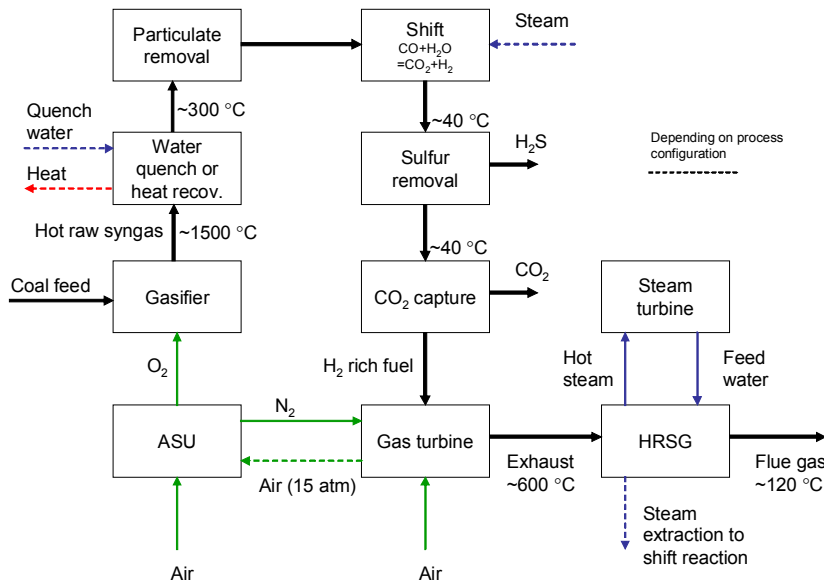 Particulate
removal
Shift
CO+H₂O
=CO₂+H₂
Steam
~300 °C
~40 °C
Quench
water
Heat
Water
quench or
heat recov.
Sulfur
removal
H₂S
Depending on process
configuration
Hot raw syngas
~1500 °C
~40 °C
Coal feed
Gasifier
CO₂ capture
CO₂
Steam
turbine
O₂
H₂ rich fuel
Hot
steam
Feed
water
ASU
N₂
Air (15 atm)
Gas turbine
Exhaust
~600 °C
HRSG
Flue gas
~120 °C
Steam
extraction to
shift reaction
Air
Air